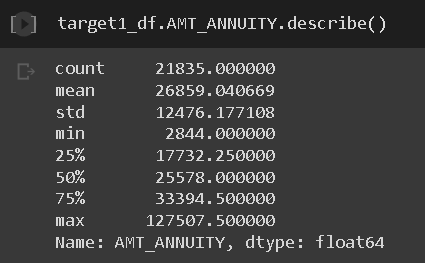 target1_df.AMT_ANNUITY.describe()
count    21835.000000
mean     26859.040669
std      12476.177108
min       2844.000000
25%      17732.250000
50%      25578.000000
75%      33394.500000
max     127507.500000
Name: AMT_ANNUITY, dtype: float64